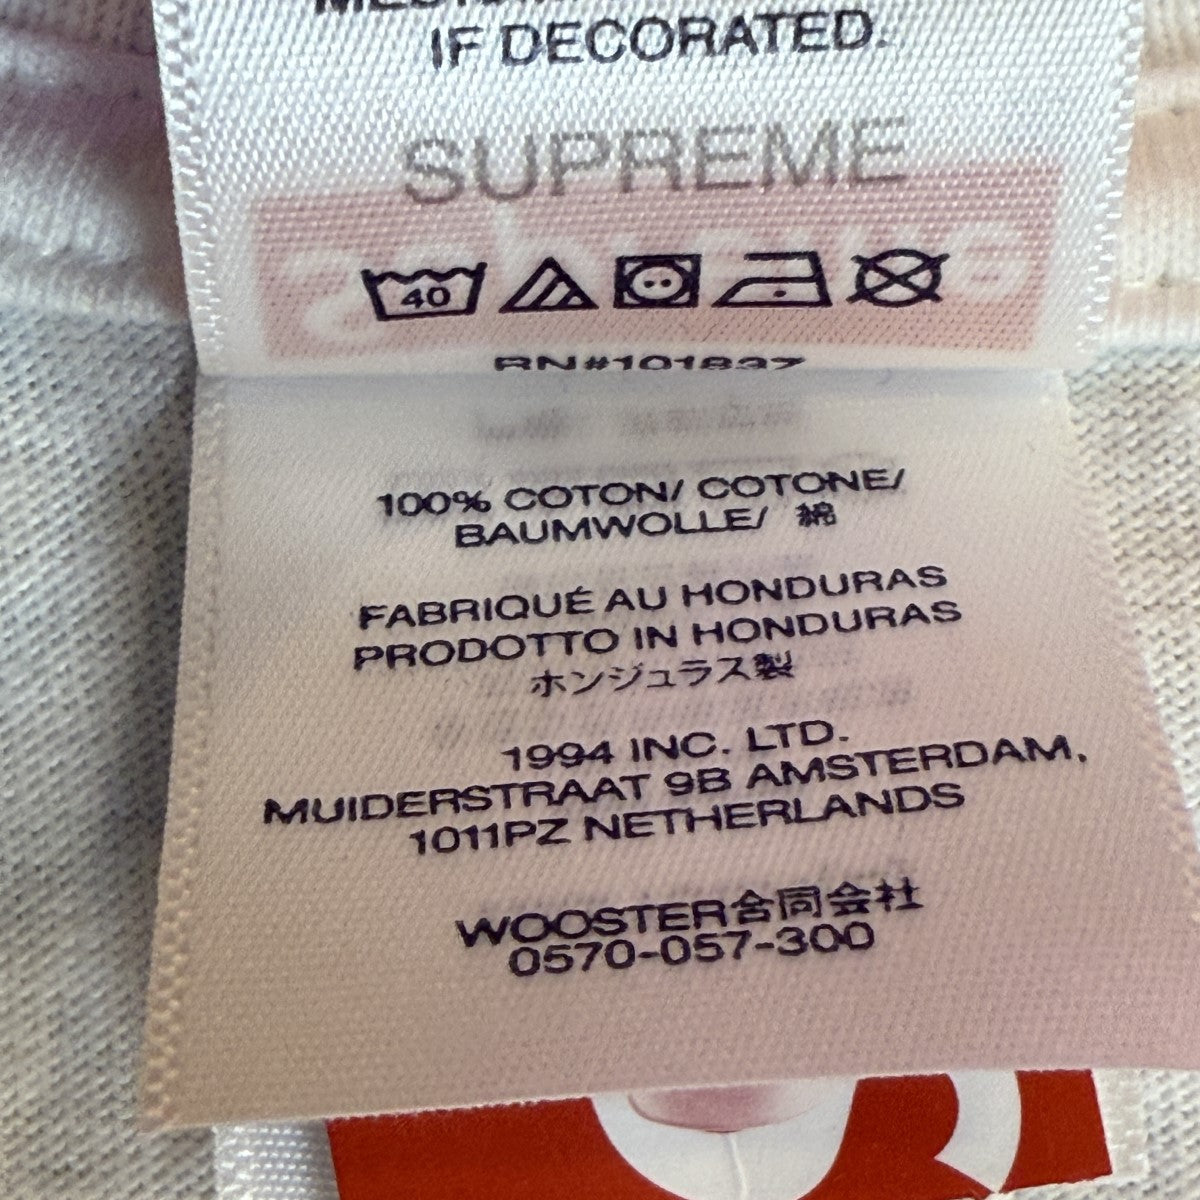 IF DECORATED.
SUPREME
40
RN#101837
100% COTON/ COTONE/
BAUMWOLLE/ 綿
FABRIQUÉ AU HONDURAS
PRODOTTO IN HONDURAS
ホンジュラス製
1994 INC. LTD.
MUIDERSTRAAT 9B AMSTERDAM,
1011PZ NETHERLANDS
WOOSTER合同会社
0570-057-300